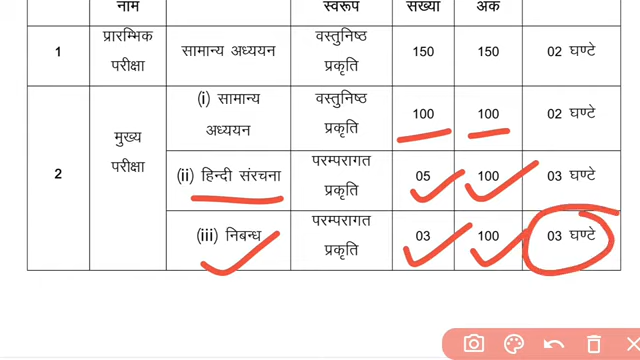 नाम स्वरूप संख्या अंक
1 प्रारम्भिक परीक्षा सामान्य अध्ययन वस्तुनिष्ठ प्रकृति 150 150 02 घण्टे
2 मुख्य परीक्षा (i) सामान्य अध्ययन वस्तुनिष्ठ प्रकृति 100 100 02 घण्टे
(ii) हिन्दी संरचना परम्परागत प्रकृति 05 100 03 घण्टे
(iii) निबन्ध परम्परागत प्रकृति 03 100 03 घण्टे